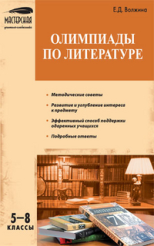 МАСТЕРСКАЯ
Е.Д. Волжина
ОЛИМПИАДЫ
ПО ЛИТЕРАТУРЕ
• Методические советы
• Развитие и углубление интереса
к предмету
• Эффективный способ поддержки
одаренных учащихся
• Подробные ответы
5–8
КЛАССЫ